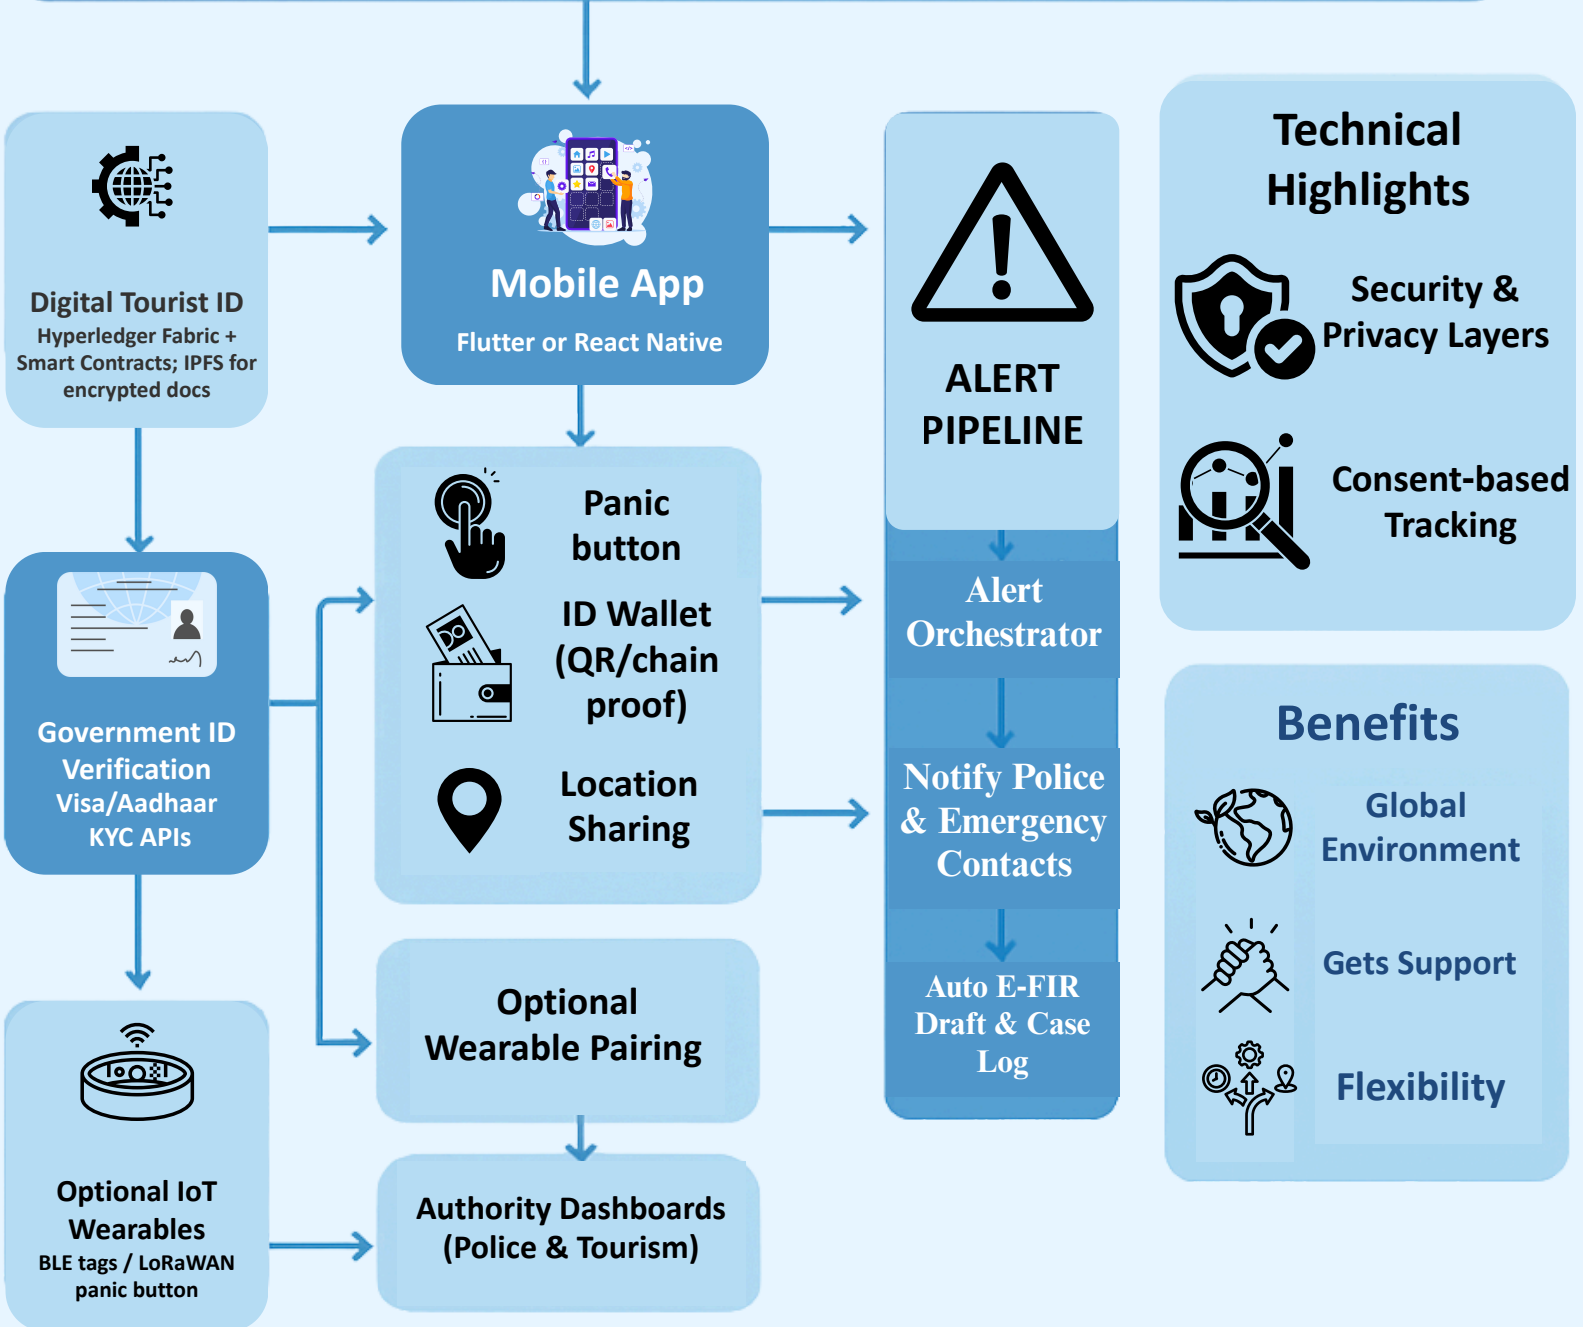 Digital Tourist ID
Hyperledger Fabric +
Smart Contracts; IPFS for
encrypted docs
Mobile App
Flutter or React Native
ALERT
PIPELINE
Technical
Highlights
Security &
Privacy Layers
Consent-based
Tracking
Government ID
Verification
Visa/Aadhaar
KYC APIs
Panic
button
ID Wallet
(QR/chain
proof)
Location
Sharing
Alert
Orchestrator
Notify Police
& Emergency
Contacts
Auto E-FIR
Draft & Case
Log
Benefits
Global
Environment
Gets Support
Flexibility
Optional
Wearable Pairing
Optional IoT
Wearables
BLE tags / LoRaWAN
panic button
Authority Dashboards
(Police & Tourism)